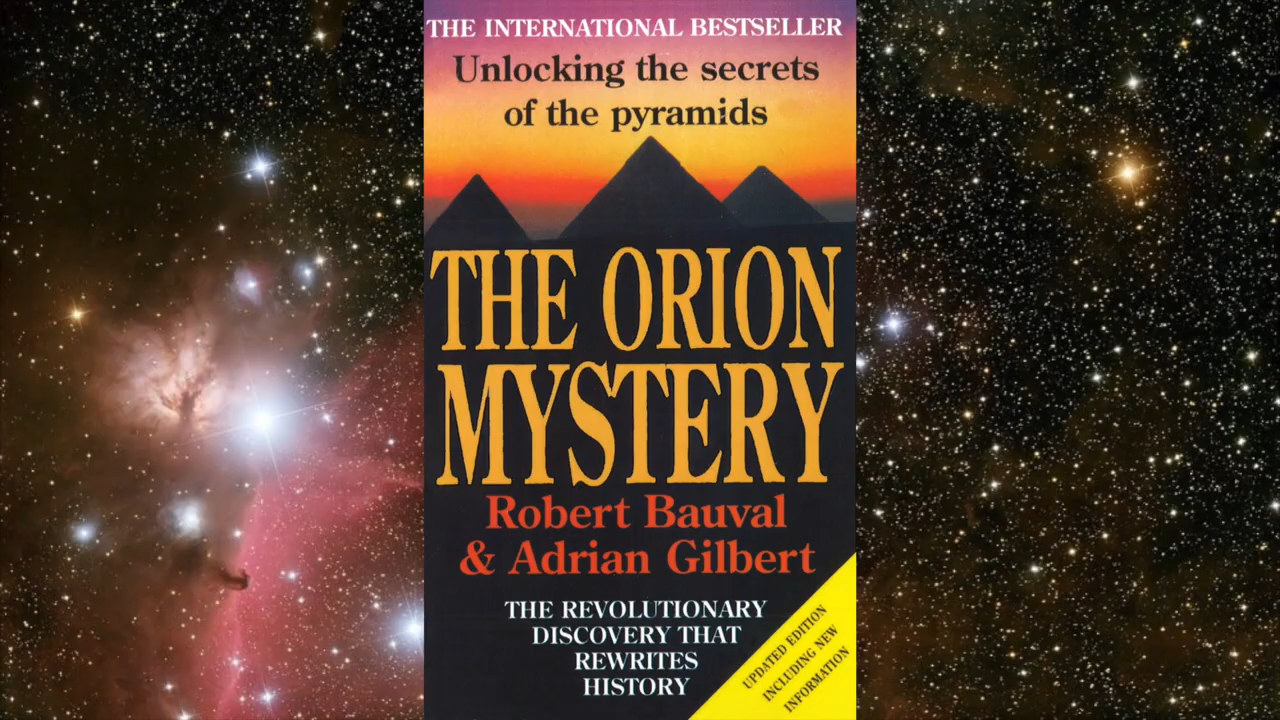 THE INTERNATIONAL BESTSELLER
Unlocking the secrets
of the pyramids
THE ORION
MYSTERY
Robert Bauval
& Adrian Gilbert
THE REVOLUTIONARY
DISCOVERY THAT
REWRITES
HISTORY
UPDATED EDITION
INCLUDING NEW
INFORMATION